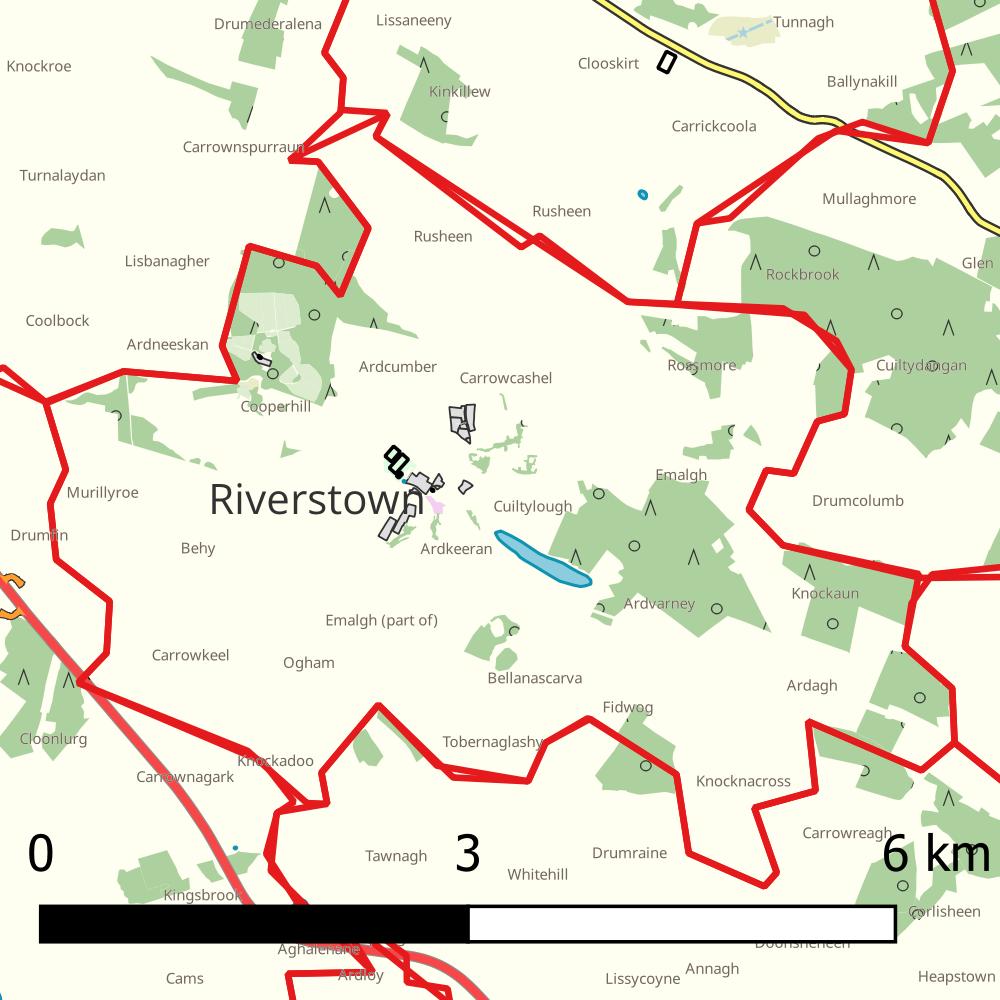 Drumederalena
Lissaneeny
Tunnagh
Knockroe
Clooskirt
Ballynakill
Kinkillew
Carrickcoola
Carrownspurraun
Turnalaydan
Mullaghmore
Rusheen
Rusheen
Lisbanagher
Glen
Rockbrook
Coolbock
Ardneeskan
Ardcumber
Rossmore
Cuiltydangan
Carrowcashel
Cooperhill
Emalgh
Murillyroe
Riverstown
Cuiltylough
Drumcolumb
Drumfin
Behy
Ardkeeran
Knockaun
Ardvarney
Emalgh (part of)
Carrowkeel
Ogham
Bellanascarva
Ardagh
Fidwog
Cloonlurg
Tobernaglashy
Knockadoo
Carrownagark
Knocknacross
Carrowreagh
0 3 6 km
Tawnagh
Drumraine
Whitehill
Kingsbrook
Corlisheen
Doonsheheen
Aghalenane
Annagh
Ardloy
Cams
Lissycoyne
Heapstown